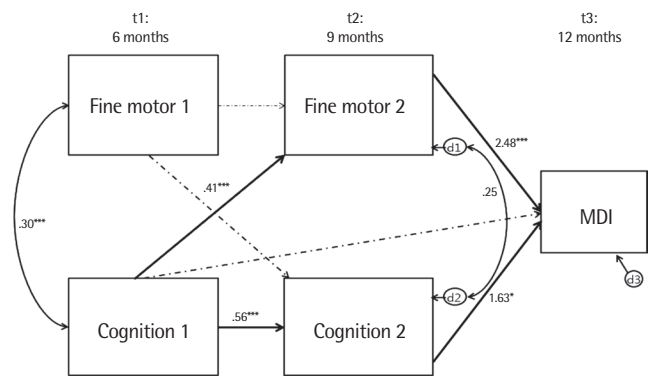 t1:
6 months
t2:
9 months
t3:
12 months
Fine motor 1
Fine motor 2
d1
2.48***
.41***
.25
MDI
.30***
d2
1.63*
d3
Cognition 1
.56***
Cognition 2